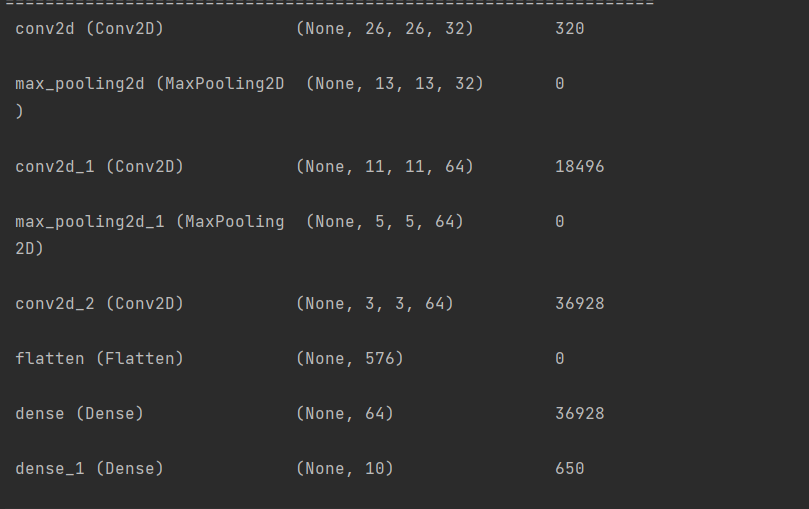 =================================================================
conv2d (Conv2D) (None, 26, 26, 32) 320
max_pooling2d (MaxPooling2D (None, 13, 13, 32) 0
)
conv2d_1 (Conv2D) (None, 11, 11, 64) 18496
max_pooling2d_1 (MaxPooling (None, 5, 5, 64) 0
2D)
conv2d_2 (Conv2D) (None, 3, 3, 64) 36928
flatten (Flatten) (None, 576) 0
dense (Dense) (None, 64) 36928
dense_1 (Dense) (None, 10) 650